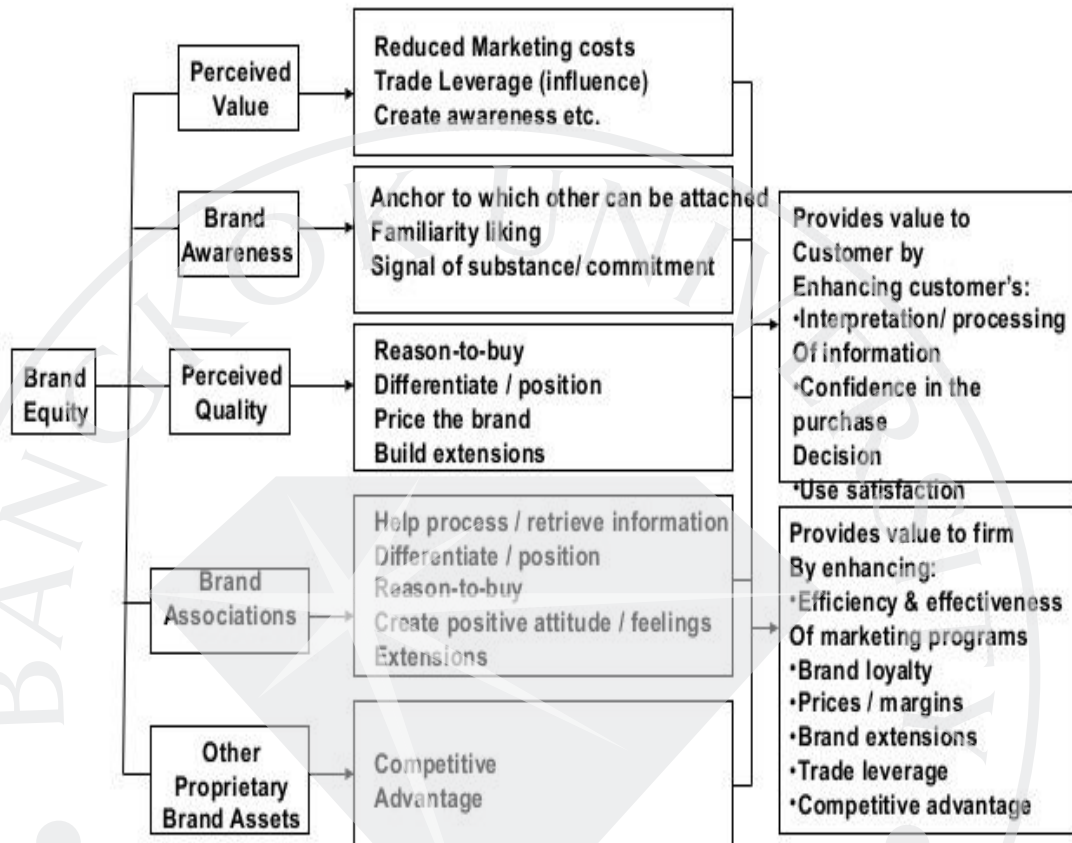 Brand
Equity
Perceived
Value
Reduced Marketing costs
Trade Leverage (influence)
Create awareness etc.
Brand
Awareness
Anchor to which other can be attached
Familiarity liking
Signal of substance/ commitment
Perceived
Quality
Reason-to-buy
Differentiate / position
Price the brand
Build extensions
Brand
Associations
Help process / retrieve information
Differentiate / position
Reason-to-buy
Create positive attitude / feelings
Extensions
Other
Proprietary
Brand Assets
Competitive
Advantage
Provides value to
Customer by
Enhancing customer's:
•Interpretation/ processing
Of information
•Confidence in the
purchase
Decision
•Use satisfaction
Provides value to firm
By enhancing:
•Efficiency & effectiveness
Of marketing programs
•Brand loyalty
•Prices / margins
•Brand extensions
•Trade leverage
•Competitive advantage
BANGKOK UNIVERSITY